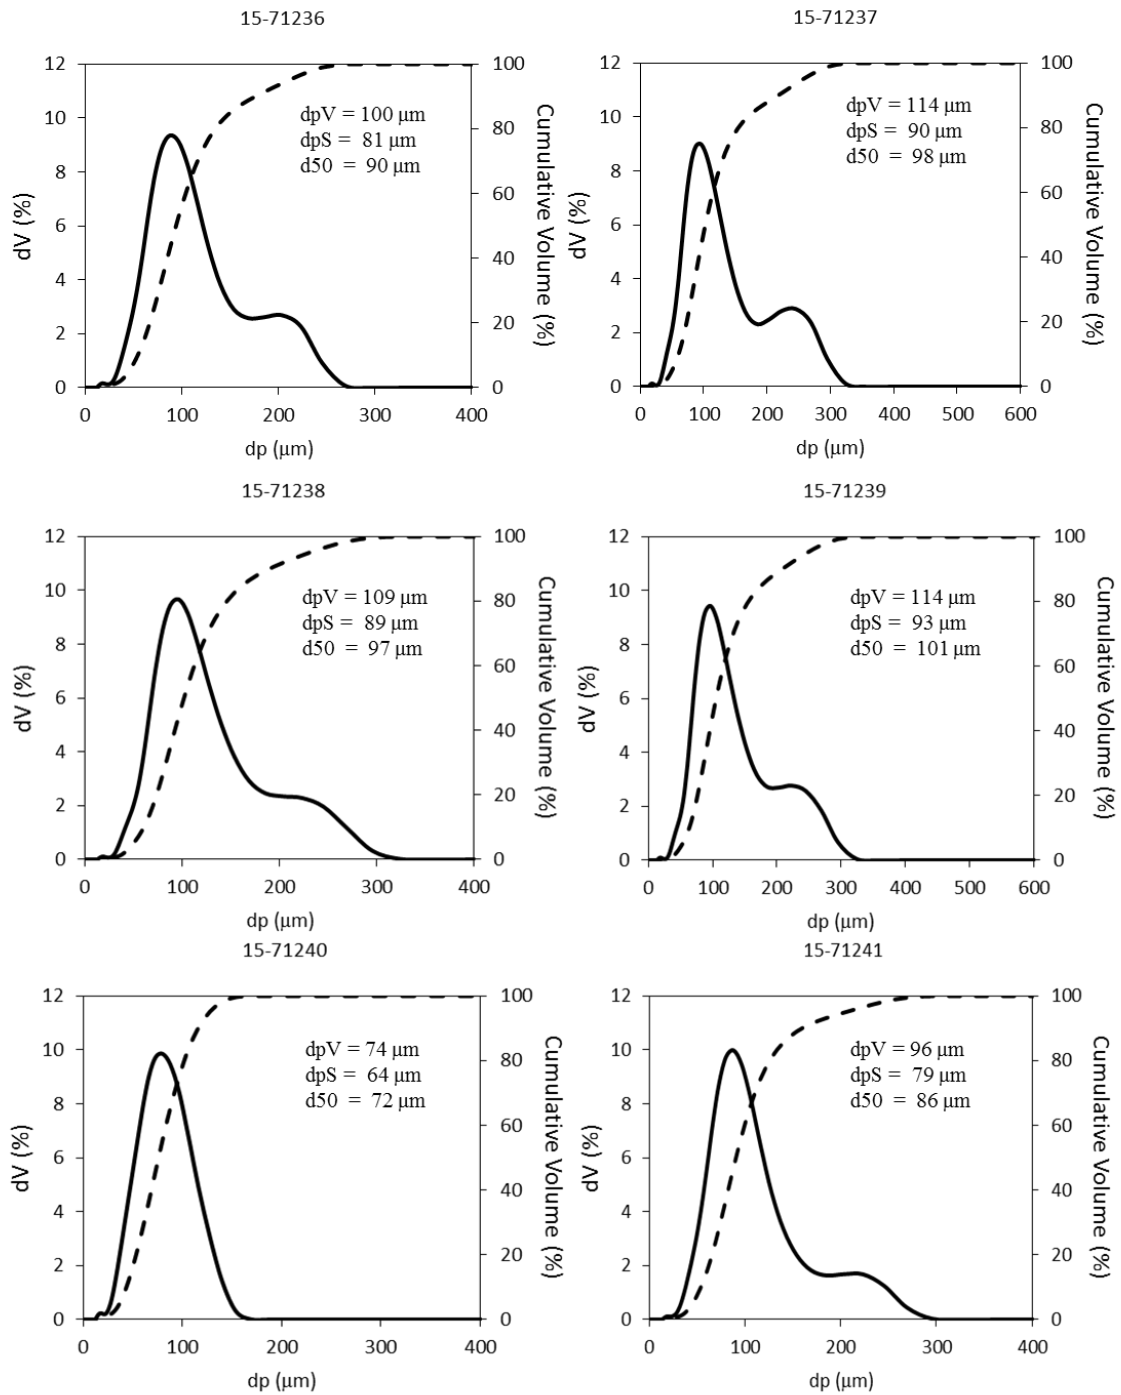 15-71236
12
10
8
6
4
2
0
dV (%)
100
80
60
40
20
0
Cumulative Volume (%)
dpV = 100 μm
dpS = 81 μm
d50 = 90 μm
0 100 200 300 400
dp (μm)
15-71237
12
10
8
6
4
2
0
dV (%)
100
80
60
40
20
0
Cumulative Volume (%)
dpV = 114 μm
dpS = 90 μm
d50 = 98 μm
0 100 200 300 400 500 600
dp (μm)
15-71238
12
10
8
6
4
2
0
dV (%)
100
80
60
40
20
0
Cumulative Volume (%)
dpV = 109 μm
dpS = 89 μm
d50 = 97 μm
0 100 200 300 400
dp (μm)
15-71239
12
10
8
6
4
2
0
dV (%)
100
80
60
40
20
0
Cumulative Volume (%)
dpV = 114 μm
dpS = 93 μm
d50 = 101 μm
0 100 200 300 400 500 600
dp (μm)
15-71240
12
10
8
6
4
2
0
dV (%)
100
80
60
40
20
0
Cumulative Volume (%)
dpV = 74 μm
dpS = 64 μm
d50 = 72 μm
0 100 200 300 400
dp (μm)
15-71241
12
10
8
6
4
2
0
dV (%)
100
80
60
40
20
0
Cumulative Volume (%)
dpV = 96 μm
dpS = 79 μm
d50 = 86 μm
0 100 200 300 400
dp (μm)